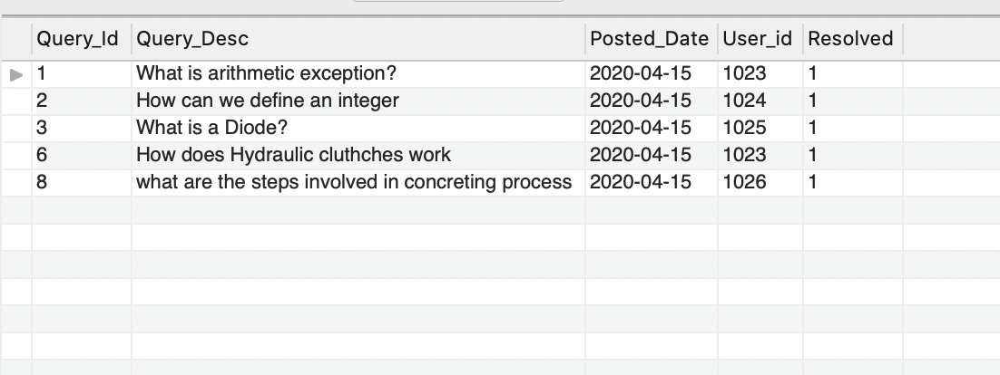 Query_Id Query_Desc Posted_Date User_id Resolved
1 What is arithmetic exception? 2020-04-15 1023 1
2 How can we define an integer 2020-04-15 1024 1
3 What is a Diode? 2020-04-15 1025 1
6 How does Hydraulic cluthches work 2020-04-15 1023 1
8 what are the steps involved in concreting process 2020-04-15 1026 1